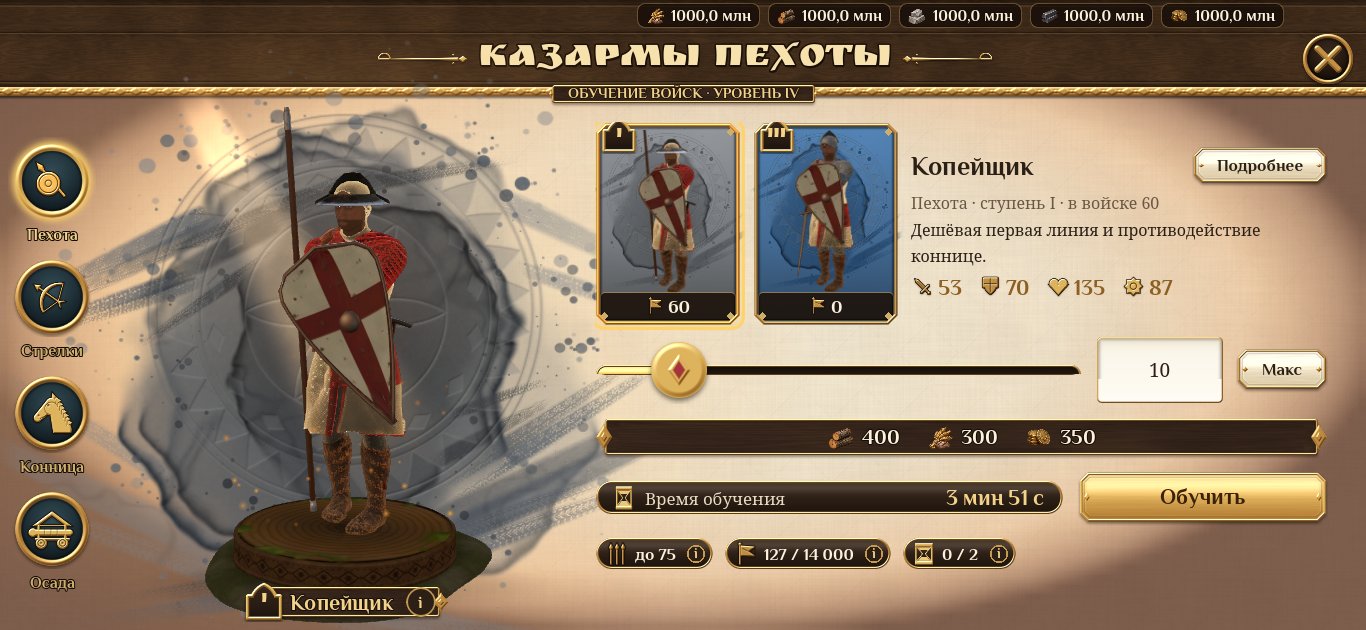 1000,0 млн 1000,0 млн 1000,0 млн 1000,0 млн 1000,0 млн
КАЗАРМЫ ПЕХОТЫ
ОБУЧЕНИЕ ВОЙСК · УРОВЕНЬ IV
Пехота
Стрелки
Конница
Осада
I
Копейщик i
I
60
III
0
Копейщик
Подробнее
Пехота · ступень I · в войске 60
Дешёвая первая линия и противодействие
коннице.
53 70 135 87
10
Макс
400 300 350
Время обучения 3 мин 51 с
Обучить
до 75 i 127 / 14 000 i 0 / 2 i